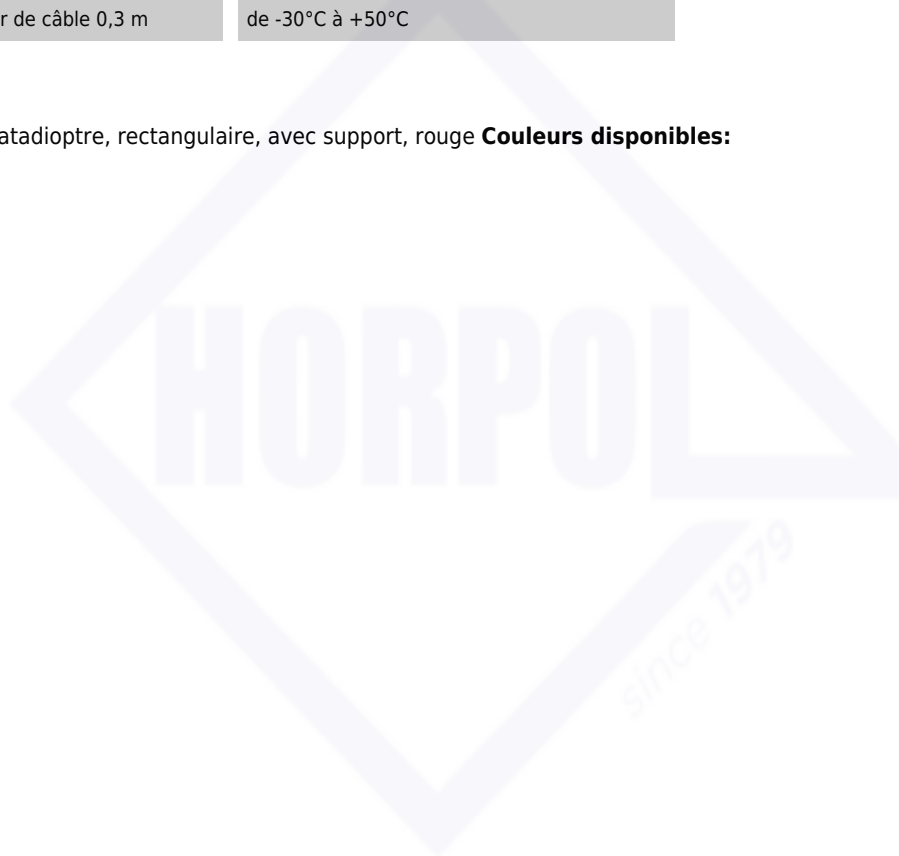 r de câble 0,3 m
de -30°C à +50°C
atadioptre, rectangulaire, avec support, rouge Couleurs disponibles:
HORPOL
since 1979